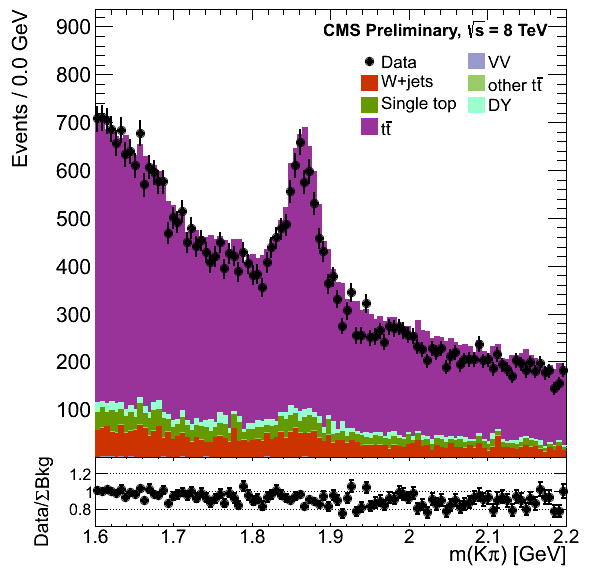 CMS Preliminary, √s = 8 TeV
Events / 0.0 GeV
900
800
700
600
500
400
300
200
100
Data
W+jets
Single top
tt̄
VV
other tt̄
DY
Data/ΣBkg
1.2
1
0.8
1.6 1.7 1.8 1.9 2 2.1 2.2
m(Kπ) [GeV]